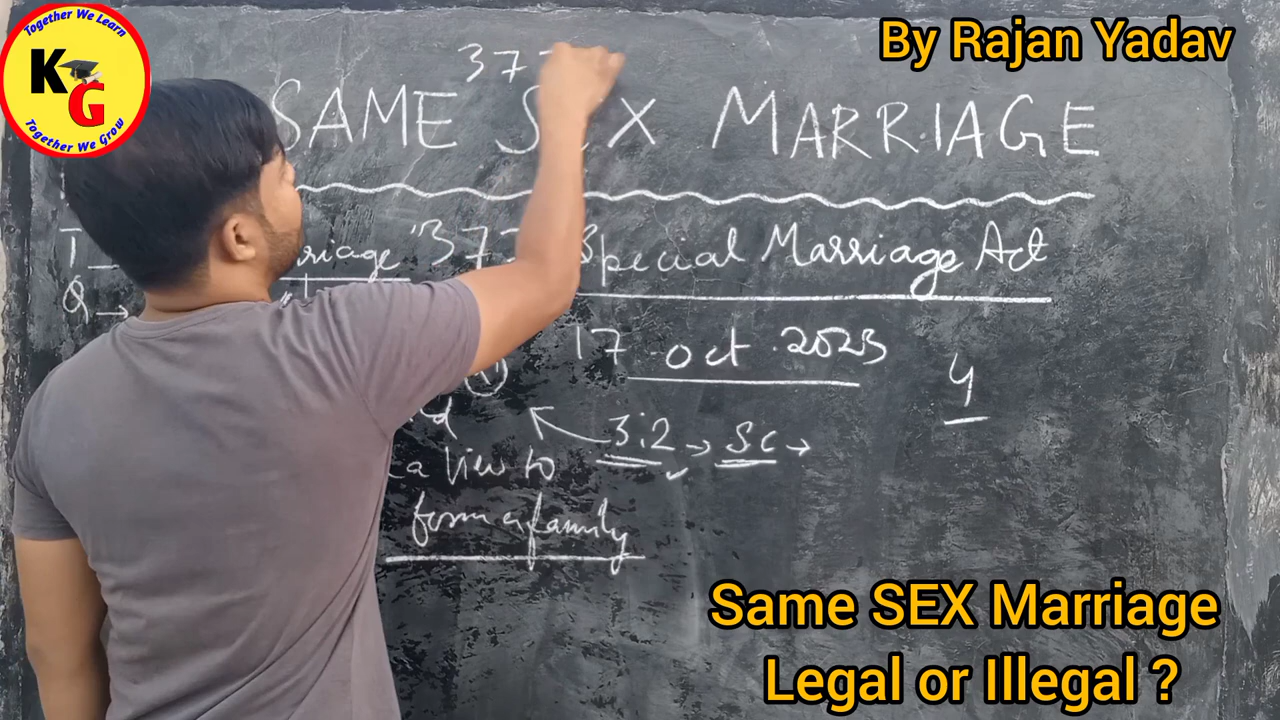 Together We Learn
K G
Together We Grow
By Rajan Yadav
37
SAME SEX MARRIAGE
T
377 Special Marriage Act
Q →
17 oct. 2023
4
3:2 → SC →
a view to
form a family
Same SEX Marriage
Legal or Illegal ?